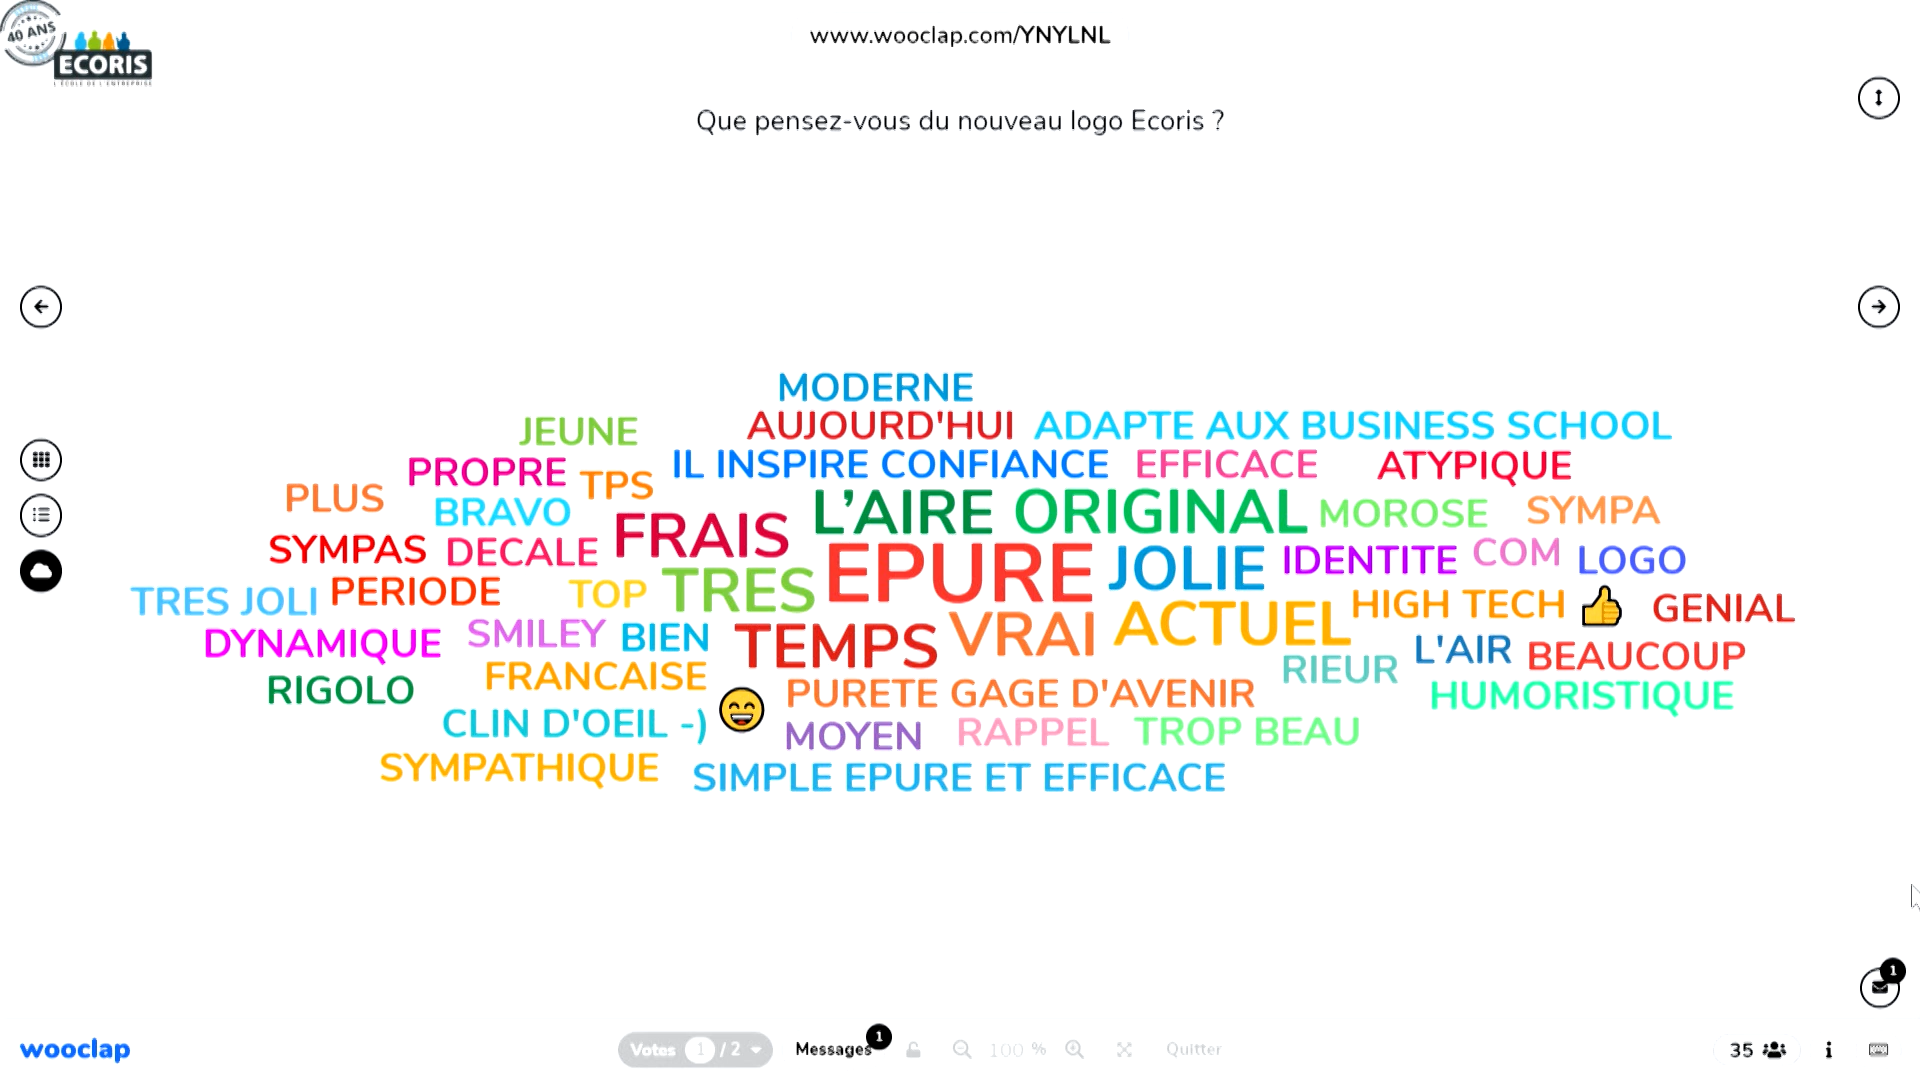 40 ANS
ECORIS
L'ÉCOLE DE L'ENTREPRISE
www.wooclap.com/YNYLNL
Que pensez-vous du nouveau logo Ecoris ?
MODERNE
JEUNE AUJOURD'HUI ADAPTE AUX BUSINESS SCHOOL
PROPRE TPS IL INSPIRE CONFIANCE EFFICACE ATYPIQUE
PLUS BRAVO FRAIS L’AIRE ORIGINAL MOROSE SYMPA
SYMPAS DECALE EPURE JOLIE IDENTITE COM LOGO
TRES JOLI PERIODE TOP TRES VRAI ACTUEL HIGH TECH 👍 GENIAL
DYNAMIQUE SMILEY BIEN TEMPS RIEUR L'AIR BEAUCOUP
RIGOLO FRANCAISE 😄 PURETE GAGE D'AVENIR HUMORISTIQUE
CLIN D'OEIL -) MOYEN RAPPEL TROP BEAU
SYMPATHIQUE SIMPLE EPURE ET EFFICACE
1
wooclap Votes 1 / 2 Messages 1 100 % Quitter 35 i